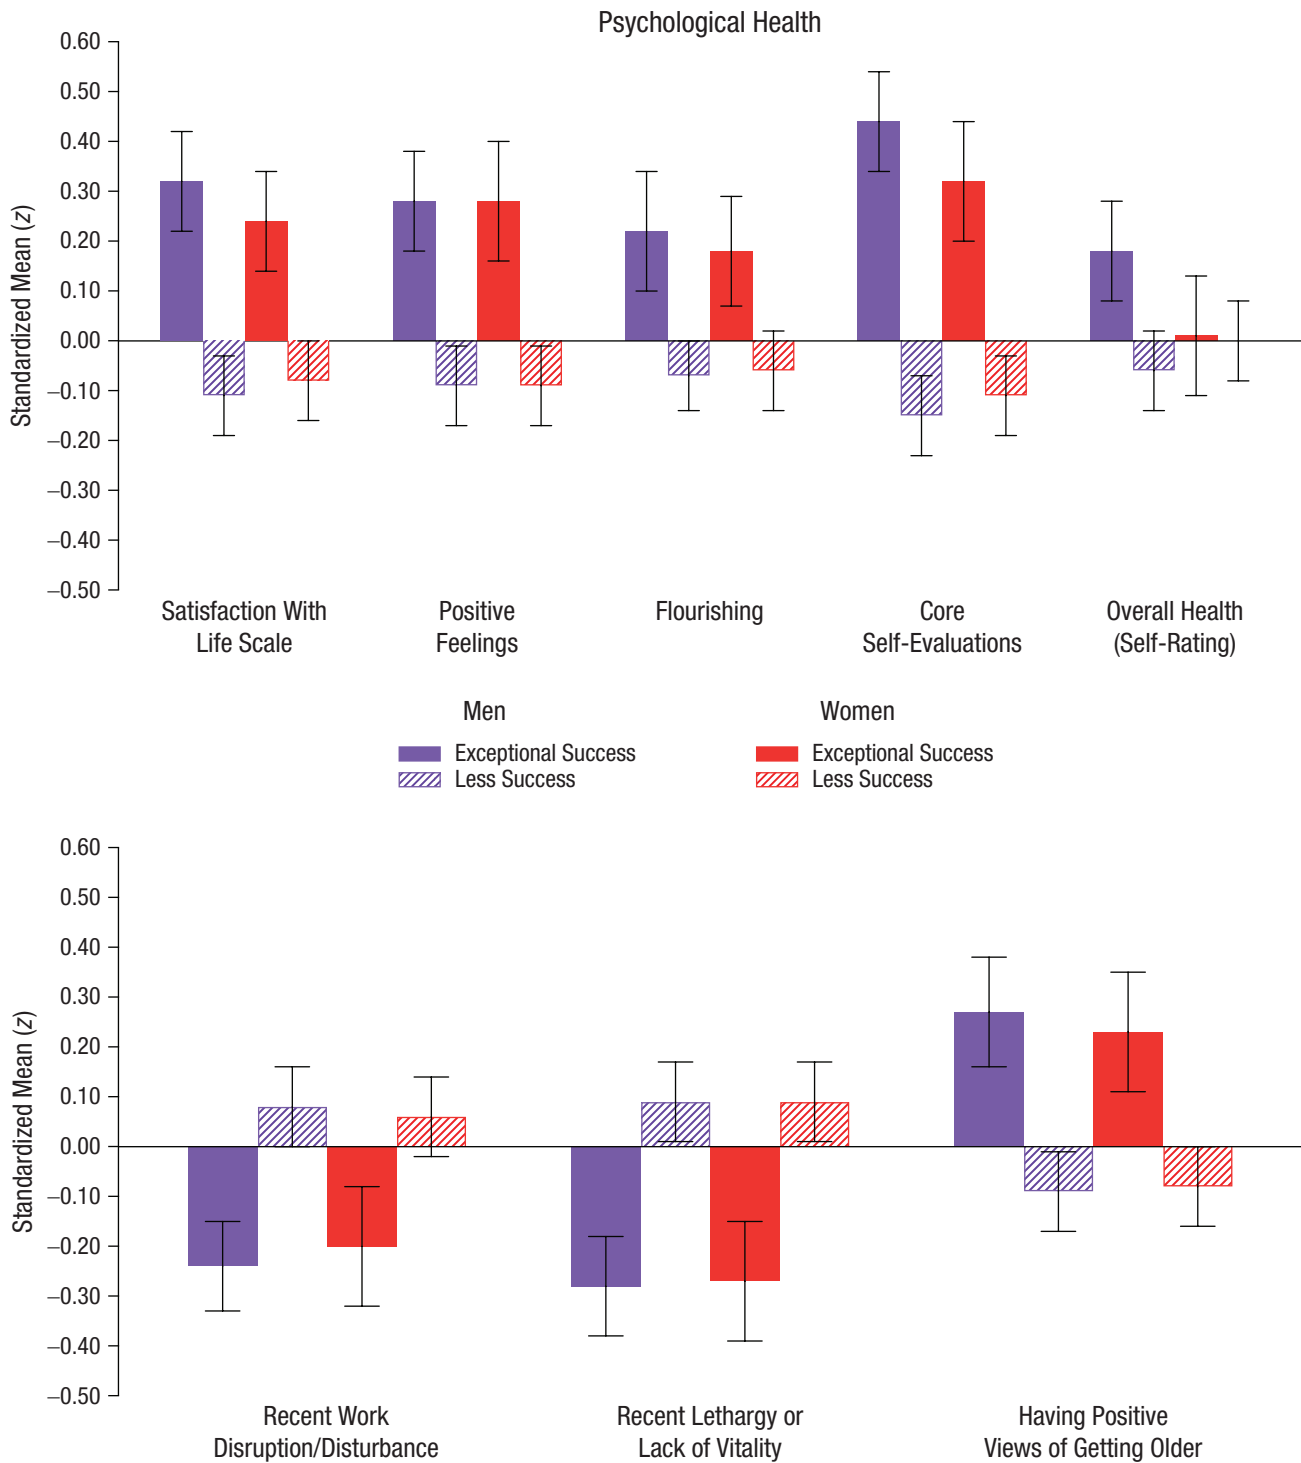 Psychological Health
Standardized Mean (z)
0.60
0.50
0.40
0.30
0.20
0.10
0.00
–0.10
–0.20
–0.30
–0.40
–0.50
Satisfaction With
Life Scale
Positive
Feelings
Flourishing
Core
Self-Evaluations
Overall Health
(Self-Rating)
Men
Exceptional Success
Less Success
Women
Exceptional Success
Less Success
Standardized Mean (z)
0.60
0.50
0.40
0.30
0.20
0.10
0.00
–0.10
–0.20
–0.30
–0.40
–0.50
Recent Work
Disruption/Disturbance
Recent Lethargy or
Lack of Vitality
Having Positive
Views of Getting Older